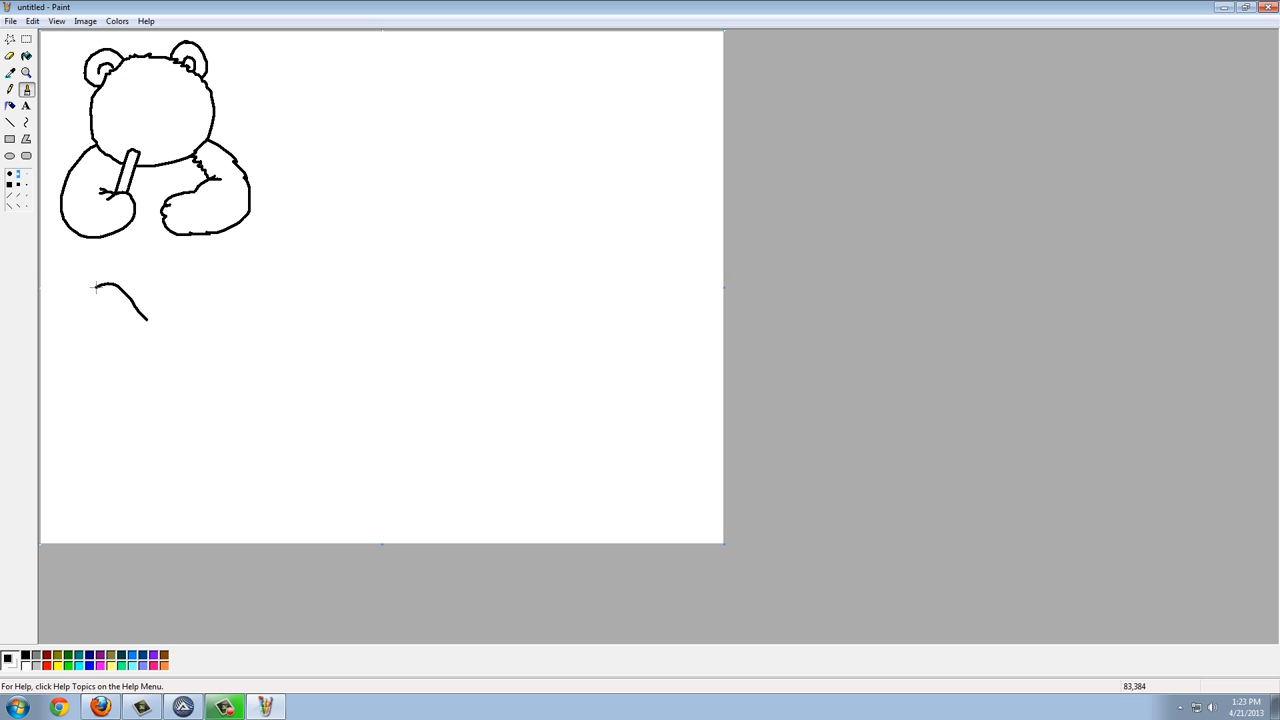 untitled - Paint
File Edit View Image Colors Help
A
For Help, click Help Topics on the Help Menu.
83,384
1:23 PM
4/21/2013